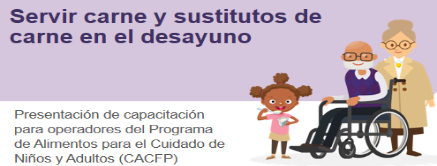 Servir carne y sustitutos de
carne en el desayuno
Presentación de capacitación
para operadores del Programa
de Alimentos para el Cuidado de
Niños y Adultos (CACFP)